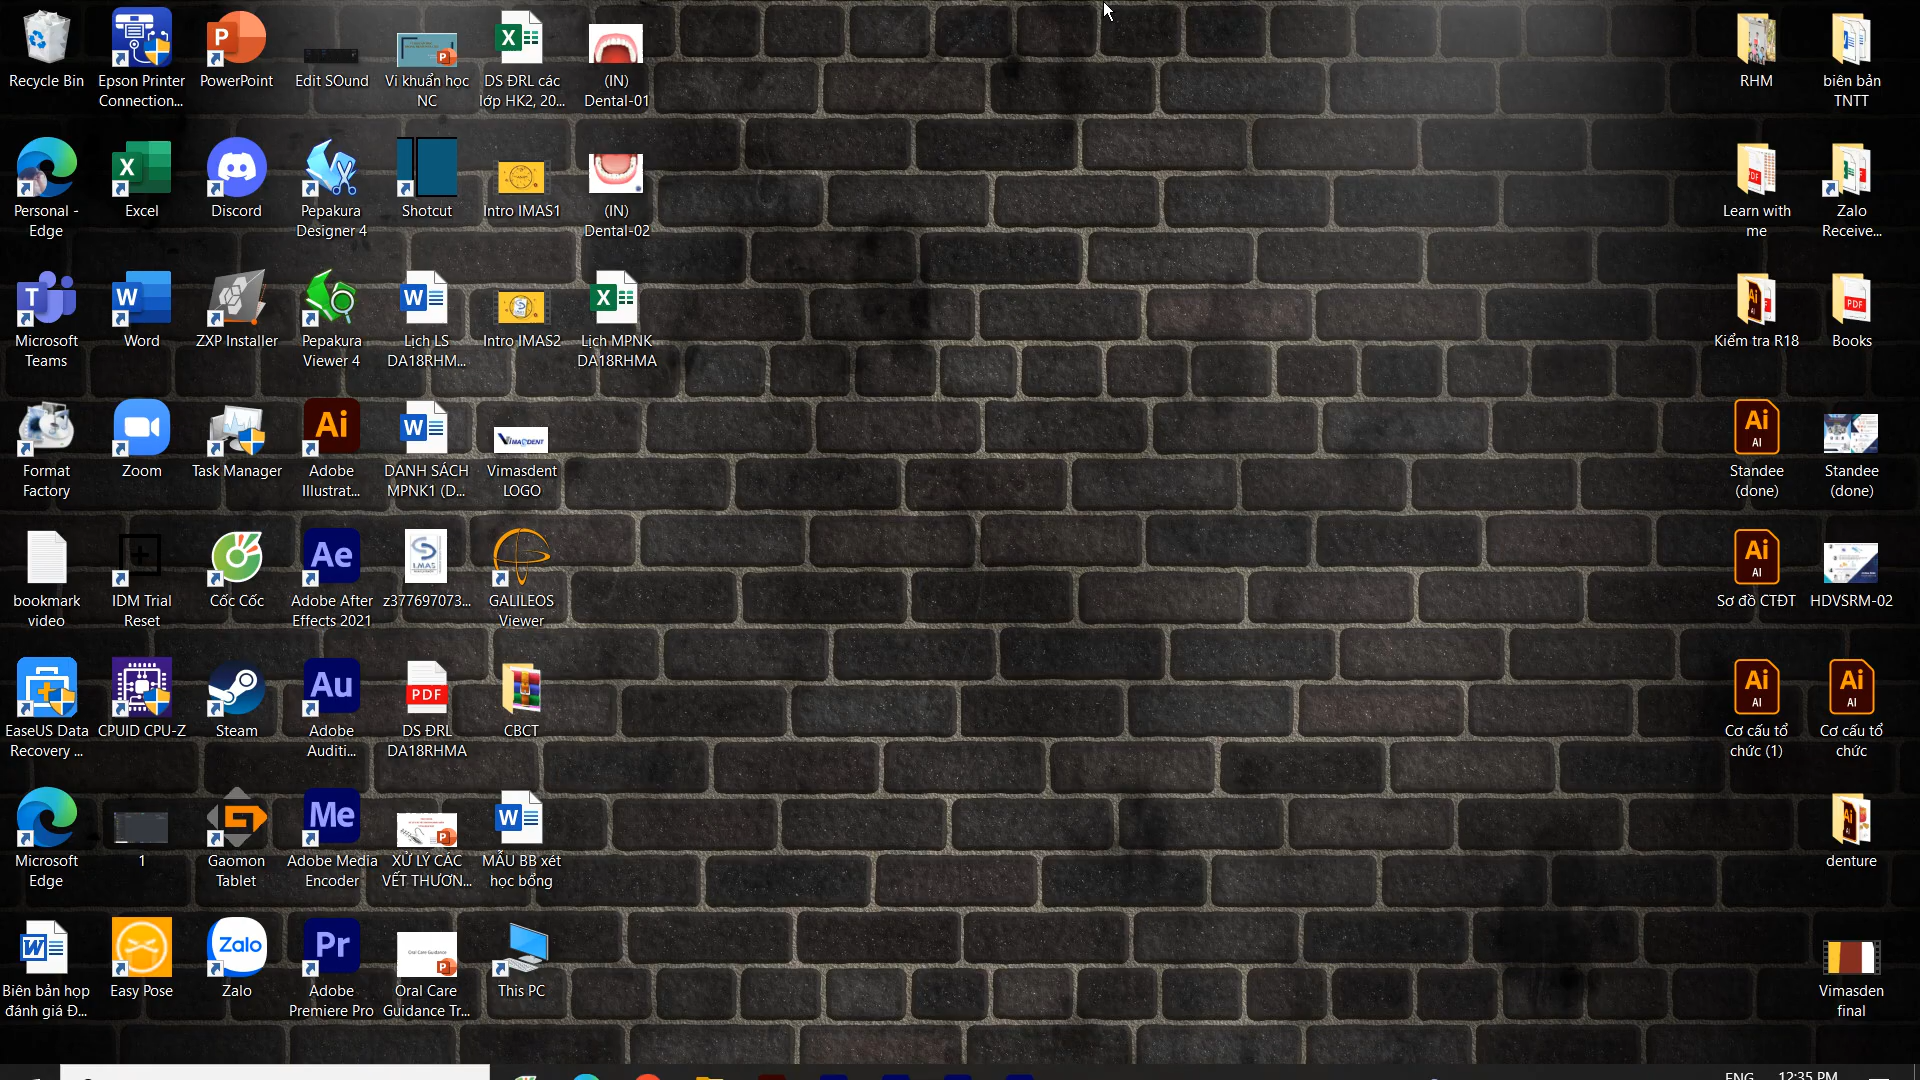 Recycle Bin
Epson Printer
Connection...
PowerPoint
Edit SOund
Vi khuẩn học
NC
DS ĐRL các
lớp HK2, 20...
(IN)
Dental-01
RHM
biên bản
TNTT
Personal -
Edge
Excel
Discord
Pepakura
Designer 4
Shotcut
Intro IMAS1
(IN)
Dental-02
Learn with
me
Zalo
Receive...
Microsoft
Teams
Word
ZXP Installer
Pepakura
Viewer 4
Lịch LS
DA18RHM...
Intro IMAS2
Lịch MPNK
DA18RHMA
Kiểm tra R18
Books
Format
Factory
Zoom
Task Manager
Adobe
Illustrat...
DANH SÁCH
MPNK1 (D...
Vimasdent
LOGO
Standee
(done)
Standee
(done)
bookmark
video
IDM Trial
Reset
Cốc Cốc
Adobe After
Effects 2021
z377697073...
GALILEOS
Viewer
Sơ đồ CTĐT
HDVSRM-02
EaseUS Data
Recovery ...
CPUID CPU-Z
Steam
Adobe
Auditi...
DS ĐRL
DA18RHMA
CBCT
Cơ cấu tổ
chức (1)
Cơ cấu tổ
chức
Microsoft
Edge
1
Gaomon
Tablet
Adobe Media
Encoder
XỬ LÝ CÁC
VẾT THƯƠN...
MẪU BB xét
học bổng
denture
Biên bản họp
đánh giá Đ...
Easy Pose
Zalo
Adobe
Premiere Pro
Oral Care
Guidance Tr...
This PC
Vimasden
final
ENG
12:35 PM